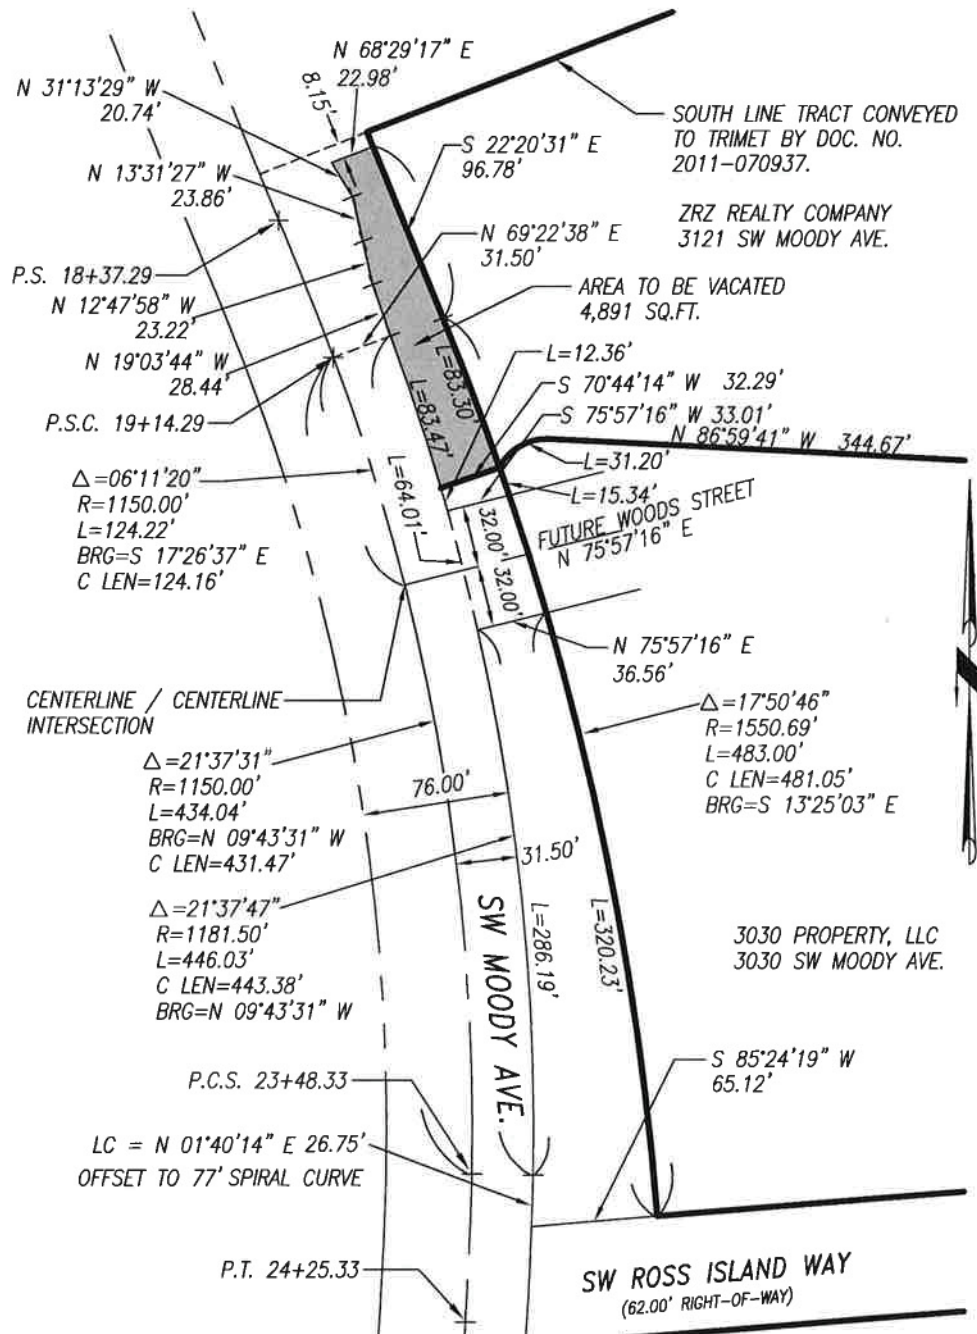 N 68°29'17" E
22.98'
8.15'
N 31°13'29" W
20.74'
SOUTH LINE TRACT CONVEYED
TO TRIMET BY DOC. NO.
2011-070937.
S 22°20'31" E
96.78'
N 13°31'27" W
23.86'
ZRZ REALTY COMPANY
3121 SW MOODY AVE.
N 69°22'38" E
31.50'
P.S. 18+37.29
AREA TO BE VACATED
4,891 SQ.FT.
N 12°47'58" W
23.22'
N 19°03'44" W
28.44'
L=12.36'
L=83.30'
S 70°44'14" W 32.29'
L=83.47'
S 75°57'16" W 33.01'
P.S.C. 19+14.29
N 86°59'41" W 344.67'
L=31.20'
L=15.34'
Δ=06°11'20"
R=1150.00'
L=124.22'
BRG=S 17°26'37" E
C LEN=124.16'
L=64.01'
32.00'
32.00'
FUTURE WOODS STREET
N 75°57'16" E
N 75°57'16" E
36.56'
CENTERLINE / CENTERLINE
INTERSECTION
Δ=17°50'46"
R=1550.69'
L=483.00'
C LEN=481.05'
BRG=S 13°25'03" E
Δ=21°37'31"
R=1150.00'
L=434.04'
BRG=N 09°43'31" W
C LEN=431.47'
76.00'
31.50'
Δ=21°37'47"
R=1181.50'
L=446.03'
C LEN=443.38'
BRG=N 09°43'31" W
SW MOODY AVE.
L=286.19'
L=320.23'
3030 PROPERTY, LLC
3030 SW MOODY AVE.
S 85°24'19" W
65.12'
P.C.S. 23+48.33
LC = N 01°40'14" E 26.75'
OFFSET TO 77' SPIRAL CURVE
P.T. 24+25.33
SW ROSS ISLAND WAY
(62.00' RIGHT-OF-WAY)